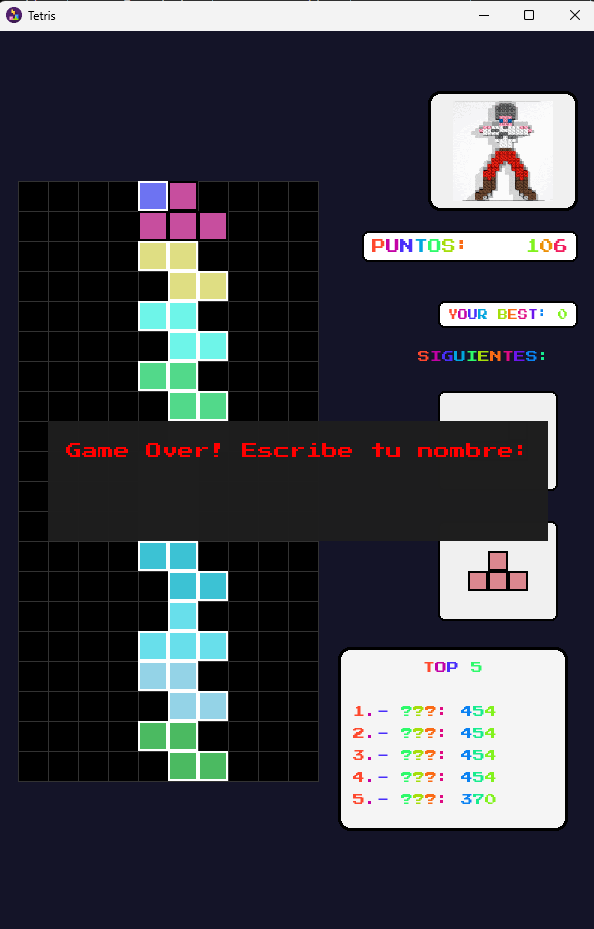 Tetris
PUNTOS: 106
YOUR BEST: 0
SIGUIENTES:
Game Over! Escribe tu nombre:
TOP 5
1.- ???: 454
2.- ???: 454
3.- ???: 454
4.- ???: 454
5.- ???: 370